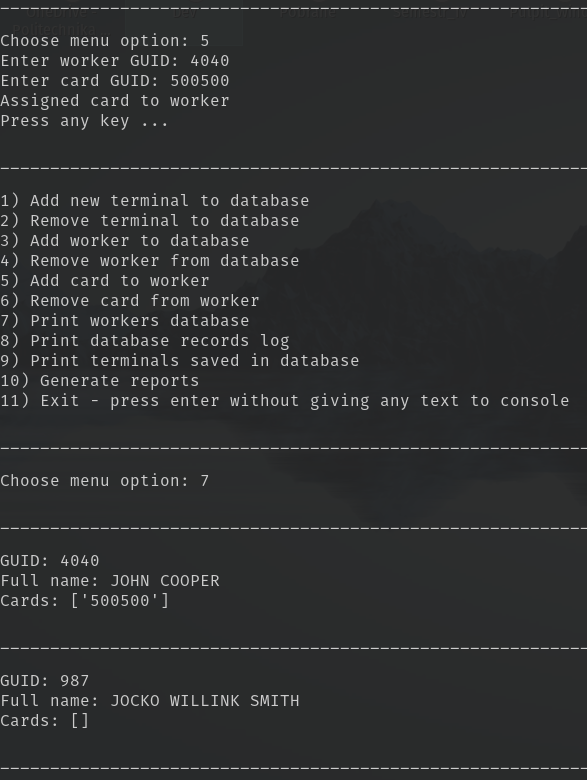 Choose menu option: 5
Enter worker GUID: 4040
Enter card GUID: 500500
Assigned card to worker
Press any key ...
1) Add new terminal to database
2) Remove terminal to database
3) Add worker to database
4) Remove worker from database
5) Add card to worker
6) Remove card from worker
7) Print workers database
8) Print database records log
9) Print terminals saved in database
10) Generate reports
11) Exit - press enter without giving any text to console
Choose menu option: 7
GUID: 4040
Full name: JOHN COOPER
Cards: ['500500']
GUID: 987
Full name: JOCKO WILLINK SMITH
Cards: []